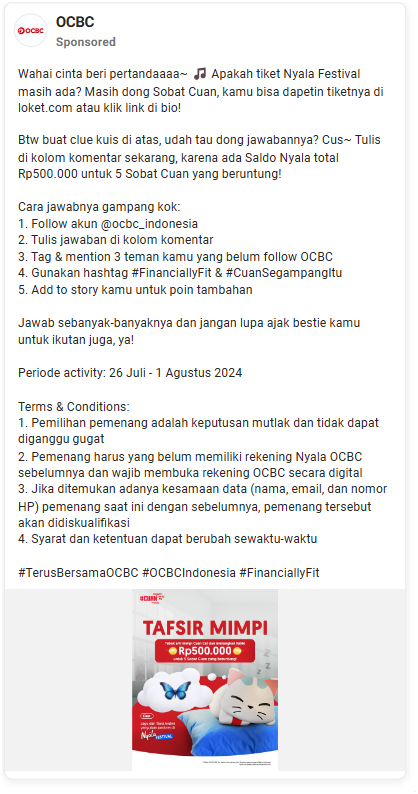 OCBC
Sponsored
Wahai cinta beri pertandaaaa~ 🎵 Apakah tiket Nyala Festival
masih ada? Masih dong Sobat Cuan, kamu bisa dapetin tiketnya di
loket.com atau klik link di bio!
Btw buat clue kuis di atas, udah tau dong jawabannya? Cus~ Tulis
di kolom komentar sekarang, karena ada Saldo Nyala total
Rp500.000 untuk 5 Sobat Cuan yang beruntung!
Cara jawabnya gampang kok:
1. Follow akun @ocbc_indonesia
2. Tulis jawaban di kolom komentar
3. Tag & mention 3 teman kamu yang belum follow OCBC
4. Gunakan hashtag #FinanciallyFit & #CuanSegampangItu
5. Add to story kamu untuk poin tambahan
Jawab sebanyak-banyaknya dan jangan lupa ajak bestie kamu
untuk ikutan juga, ya!
Periode activity: 26 Juli - 1 Agustus 2024
Terms & Conditions:
1. Pemilihan pemenang adalah keputusan mutlak dan tidak dapat
diganggu gugat
2. Pemenang harus yang belum memiliki rekening Nyala OCBC
sebelumnya dan wajib membuka rekening OCBC secara digital
3. Jika ditemukan adanya kesamaan data (nama, email, dan nomor
HP) pemenang saat ini dengan sebelumnya, pemenang tersebut
akan didiskualifikasi
4. Syarat dan ketentuan dapat berubah sewaktu-waktu
#TerusBersamaOCBC #OCBCIndonesia #FinanciallyFit
#CUAN
TAFSIR MIMPI
Rp500.000
untuk 5 Sobat Cuan yang beruntung!
Nyala FESTIVAL